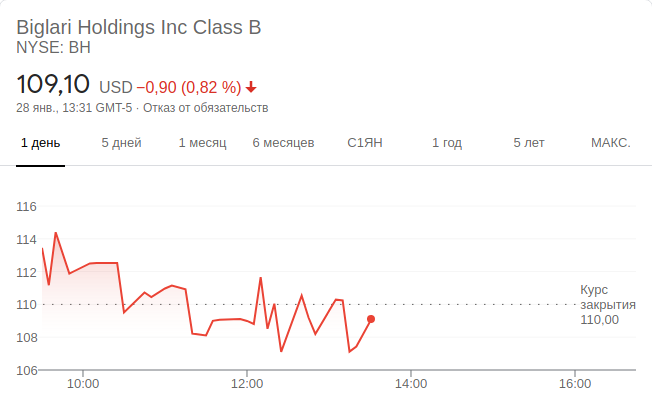 Biglari Holdings Inc Class B
NYSE: BH
109,10 USD −0,90 (0,82 %)
28 янв., 13:31 GMT-5 · Отказ от обязательств
1 день 5 дней 1 месяц 6 месяцев С1ЯН 1 год 5 лет МАКС.
116
114
112
110
108
106
Курс
закрытия
110,00
10:00 12:00 14:00 16:00